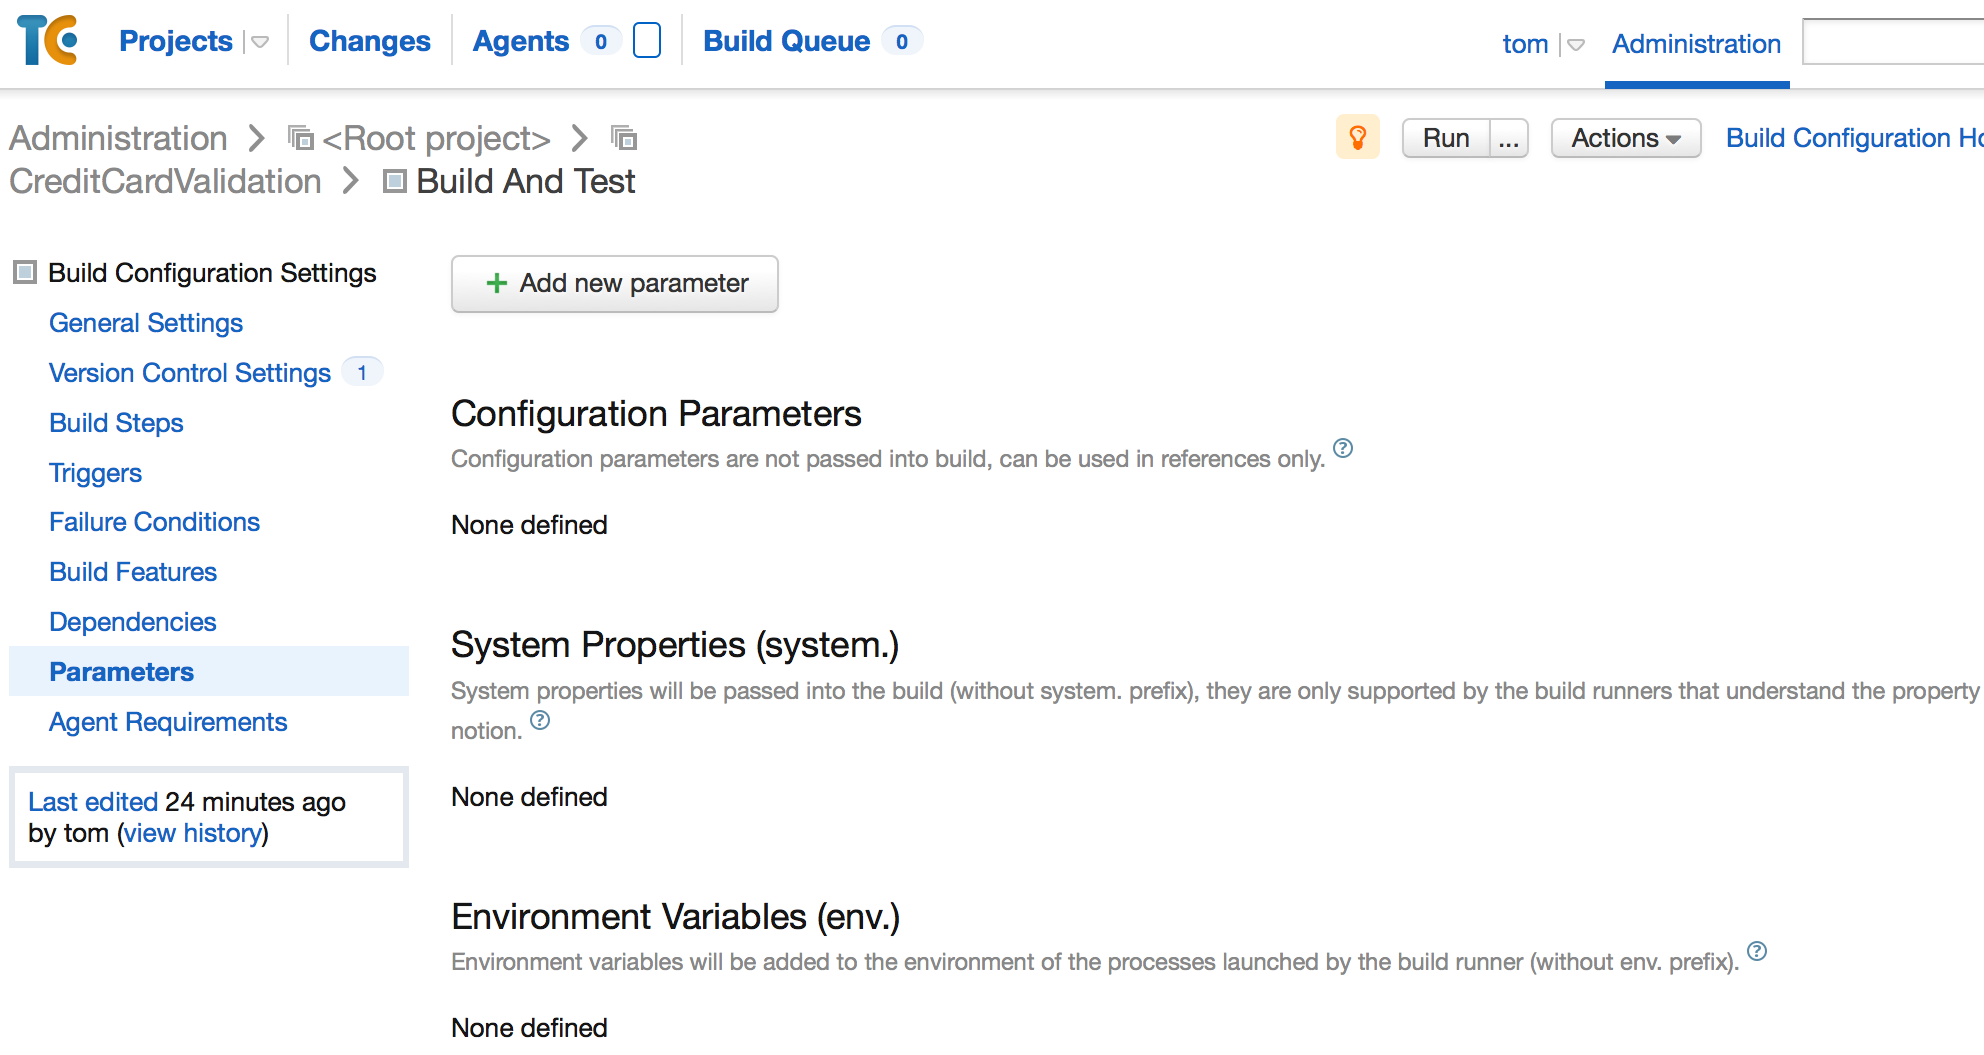 TC Projects Changes Agents 0 Build Queue 0 tom Administration
Administration > <Root project> >
CreditCardValidation > Build And Test
Run ... Actions Build Configuration Ho
Build Configuration Settings
General Settings
Version Control Settings 1
Build Steps
Triggers
Failure Conditions
Build Features
Dependencies
Parameters
Agent Requirements
Last edited 24 minutes ago
by tom (view history)
+ Add new parameter
Configuration Parameters
Configuration parameters are not passed into build, can be used in references only. ?
None defined
System Properties (system.)
System properties will be passed into the build (without system. prefix), they are only supported by the build runners that understand the property
notion. ?
None defined
Environment Variables (env.)
Environment variables will be added to the environment of the processes launched by the build runner (without env. prefix). ?
None defined